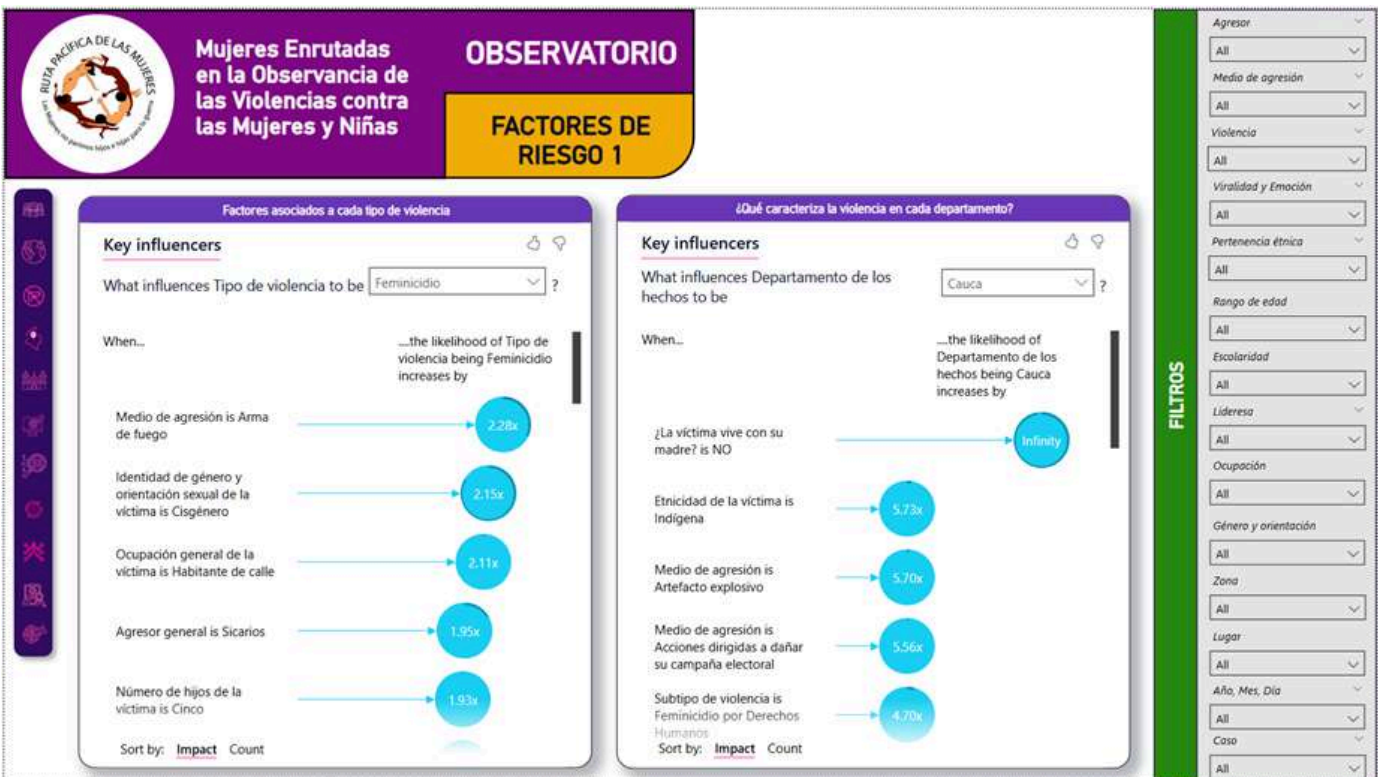 RUTA PACÍFICA DE LAS MUJERES
Las Mujeres no parimos hijos e hijas para la guerra
Mujeres Enrutadas
en la Observancia de
las Violencias contra
las Mujeres y Niñas
OBSERVATORIO
FACTORES DE
RIESGO 1
Factores asociados a cada tipo de violencia
Key influencers
What influences Tipo de violencia to be Feminicidio ?
When...
....the likelihood of Tipo de
violencia being Feminicidio
increases by
Medio de agresión is Arma
de fuego
2.28x
Identidad de género y
orientación sexual de la
víctima is Cisgénero
2.15x
Ocupación general de la
víctima is Habitante de calle
2.11x
Agresor general is Sicarios
1.95x
Número de hijos de la
víctima is Cinco
1.93x
Sort by: Impact Count
¿Qué caracteriza la violencia en cada departamento?
Key influencers
What influences Departamento de los
hechos to be
Cauca ?
When...
....the likelihood of
Departamento de los
hechos being Cauca
increases by
¿La víctima vive con su
madre? is NO
Infinity
Etnicidad de la víctima is
Indígena
5.73x
Medio de agresión is
Artefacto explosivo
5.70x
Medio de agresión is
Acciones dirigidas a dañar
su campaña electoral
5.56x
Subtipo de violencia is
Feminicidio por Derechos
Humanos
4.70x
Sort by: Impact Count
FILTROS
Agresor
All
Medio de agresión
All
Violencia
All
Viralidad y Emoción
All
Pertenencia étnica
All
Rango de edad
All
Escolaridad
All
Lideresa
All
Ocupación
All
Género y orientación
All
Zona
All
Lugar
All
Año, Mes, Día
All
Caso
All